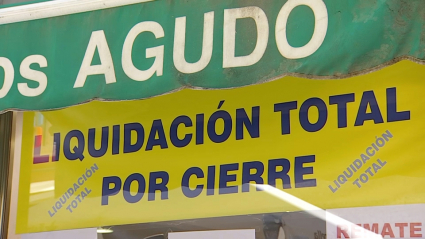 os AGUDO
LIQUIDACIÓN TOTAL
POR CIERRE
LIQUIDACIÓN
TOTAL
LIQUIDACIÓN
TOTAL
REMATE